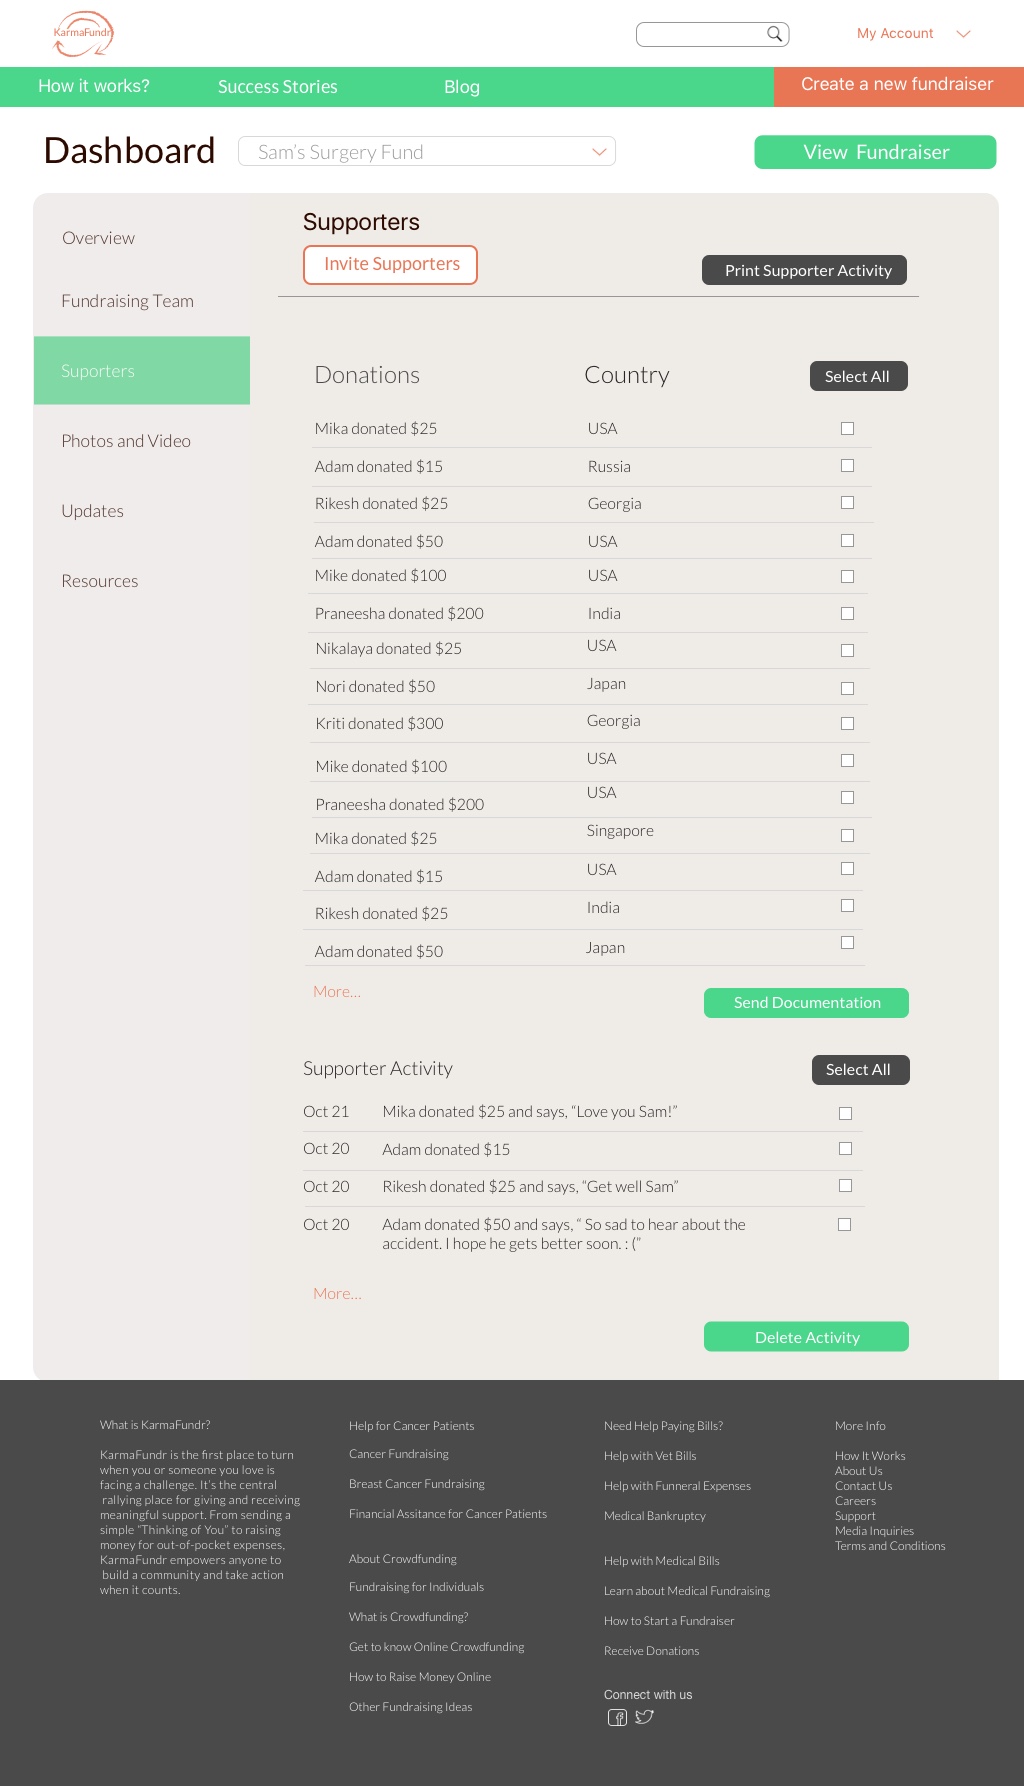 KarmaFundr
My Account
How it works?
Success Stories
Blog
Create a new fundraiser
Dashboard
Sam's Surgery Fund
View Fundraiser
Overview
Fundraising Team
Suporters
Photos and Video
Updates
Resources
Supporters
Invite Supporters
Print Supporter Activity
Donations
Country
Select All
Mika donated $25
USA
Adam donated $15
Russia
Rikesh donated $25
Georgia
Adam donated $50
USA
Mike donated $100
USA
Praneesha donated $200
India
Nikalaya donated $25
USA
Nori donated $50
Japan
Kriti donated $300
Georgia
Mike donated $100
USA
Praneesha donated $200
USA
Mika donated $25
Singapore
Adam donated $15
USA
Rikesh donated $25
India
Adam donated $50
Japan
More...
Send Documentation
Supporter Activity
Select All
Oct 21
Mika donated $25 and says, “Love you Sam!”
Oct 20
Adam donated $15
Oct 20
Rikesh donated $25 and says, “Get well Sam”
Oct 20
Adam donated $50 and says, “ So sad to hear about the
accident. I hope he gets better soon. : (”
More...
Delete Activity
What is KarmaFundr?
KarmaFundr is the first place to turn
when you or someone you love is
facing a challenge. It's the central
rallying place for giving and receiving
meaningful support. From sending a
simple “Thinking of You” to raising
money for out-of-pocket expenses,
KarmaFundr empowers anyone to
build a community and take action
when it counts.
Help for Cancer Patients
Cancer Fundraising
Breast Cancer Fundraising
Financial Assitance for Cancer Patients
About Crowdfunding
Fundraising for Individuals
What is Crowdfunding?
Get to know Online Crowdfunding
How to Raise Money Online
Other Fundraising Ideas
Need Help Paying Bills?
Help with Vet Bills
Help with Funneral Expenses
Medical Bankruptcy
Help with Medical Bills
Learn about Medical Fundraising
How to Start a Fundraiser
Receive Donations
Connect with us
More Info
How It Works
About Us
Contact Us
Careers
Support
Media Inquiries
Terms and Conditions